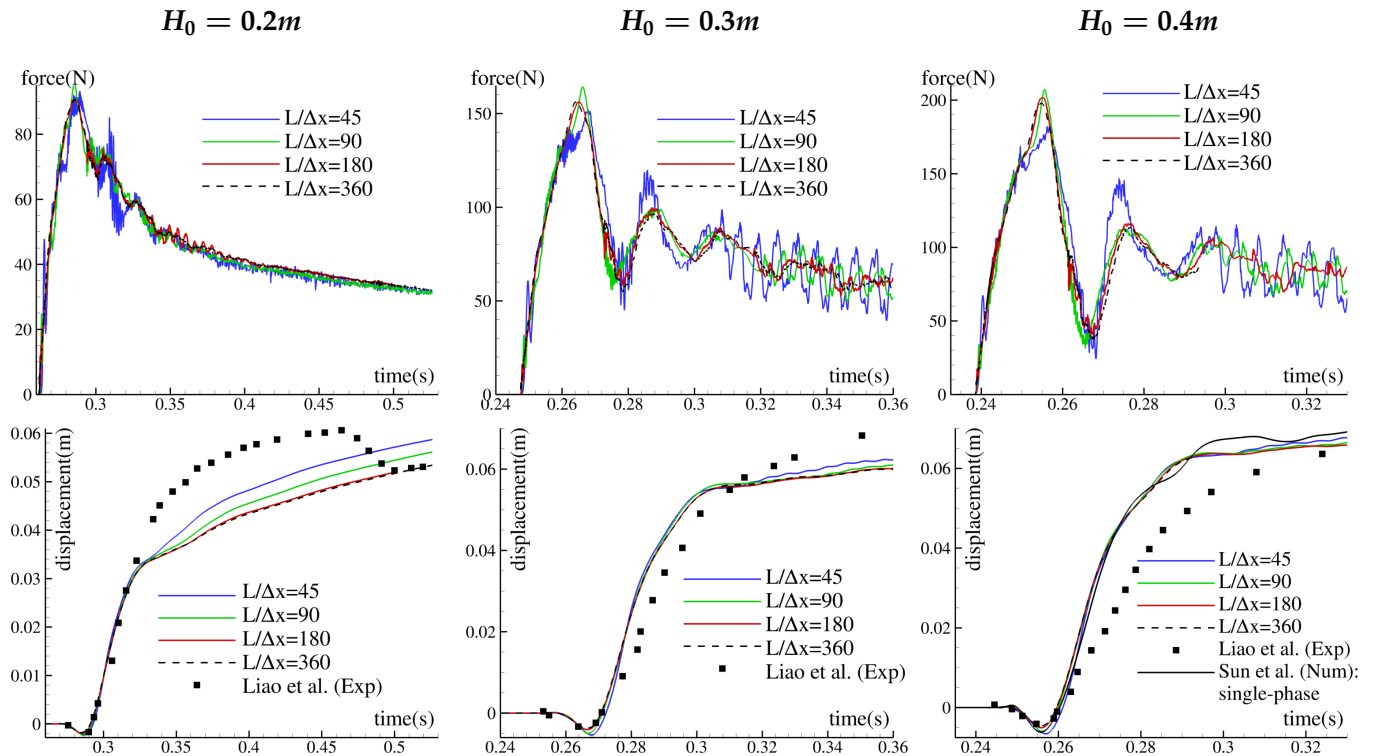 H₀ = 0.2m
H₀ = 0.3m
H₀ = 0.4m
force(N)
80
60
40
20
0
0.3
0.35
0.4
0.45
0.5
time(s)
L/Δx=45
L/Δx=90
L/Δx=180
L/Δx=360
force(N)
150
100
50
0
0.24
0.26
0.28
0.3
0.32
0.34
0.36
time(s)
L/Δx=45
L/Δx=90
L/Δx=180
L/Δx=360
force(N)
200
150
100
50
0
0.24
0.26
0.28
0.3
0.32
time(s)
L/Δx=45
L/Δx=90
L/Δx=180
L/Δx=360
displacement(m)
0.06
0.05
0.04
0.03
0.02
0.01
0
0.3
0.35
0.4
0.45
0.5
time(s)
L/Δx=45
L/Δx=90
L/Δx=180
L/Δx=360
Liao et al. (Exp)
displacement(m)
0.06
0.04
0.02
0
0.24
0.26
0.28
0.3
0.32
0.34
0.36
time(s)
L/Δx=45
L/Δx=90
L/Δx=180
L/Δx=360
Liao et al. (Exp)
displacement(m)
0.06
0.04
0.02
0
0.24
0.26
0.28
0.3
0.32
time(s)
L/Δx=45
L/Δx=90
L/Δx=180
L/Δx=360
Liao et al. (Exp)
Sun et al. (Num):
single-phase